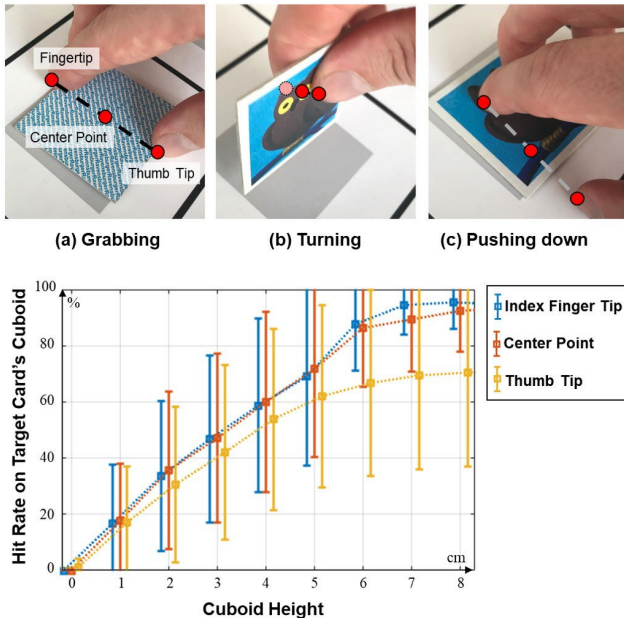 Fingertip
Center Point
Thumb Tip
(a) Grabbing
(b) Turning
(c) Pushing down
Hit Rate on Target Card's Cuboid
%
100
80
60
40
20
0
0 1 2 3 4 5 6 7 8
cm
Cuboid Height
Index Finger Tip
Center Point
Thumb Tip